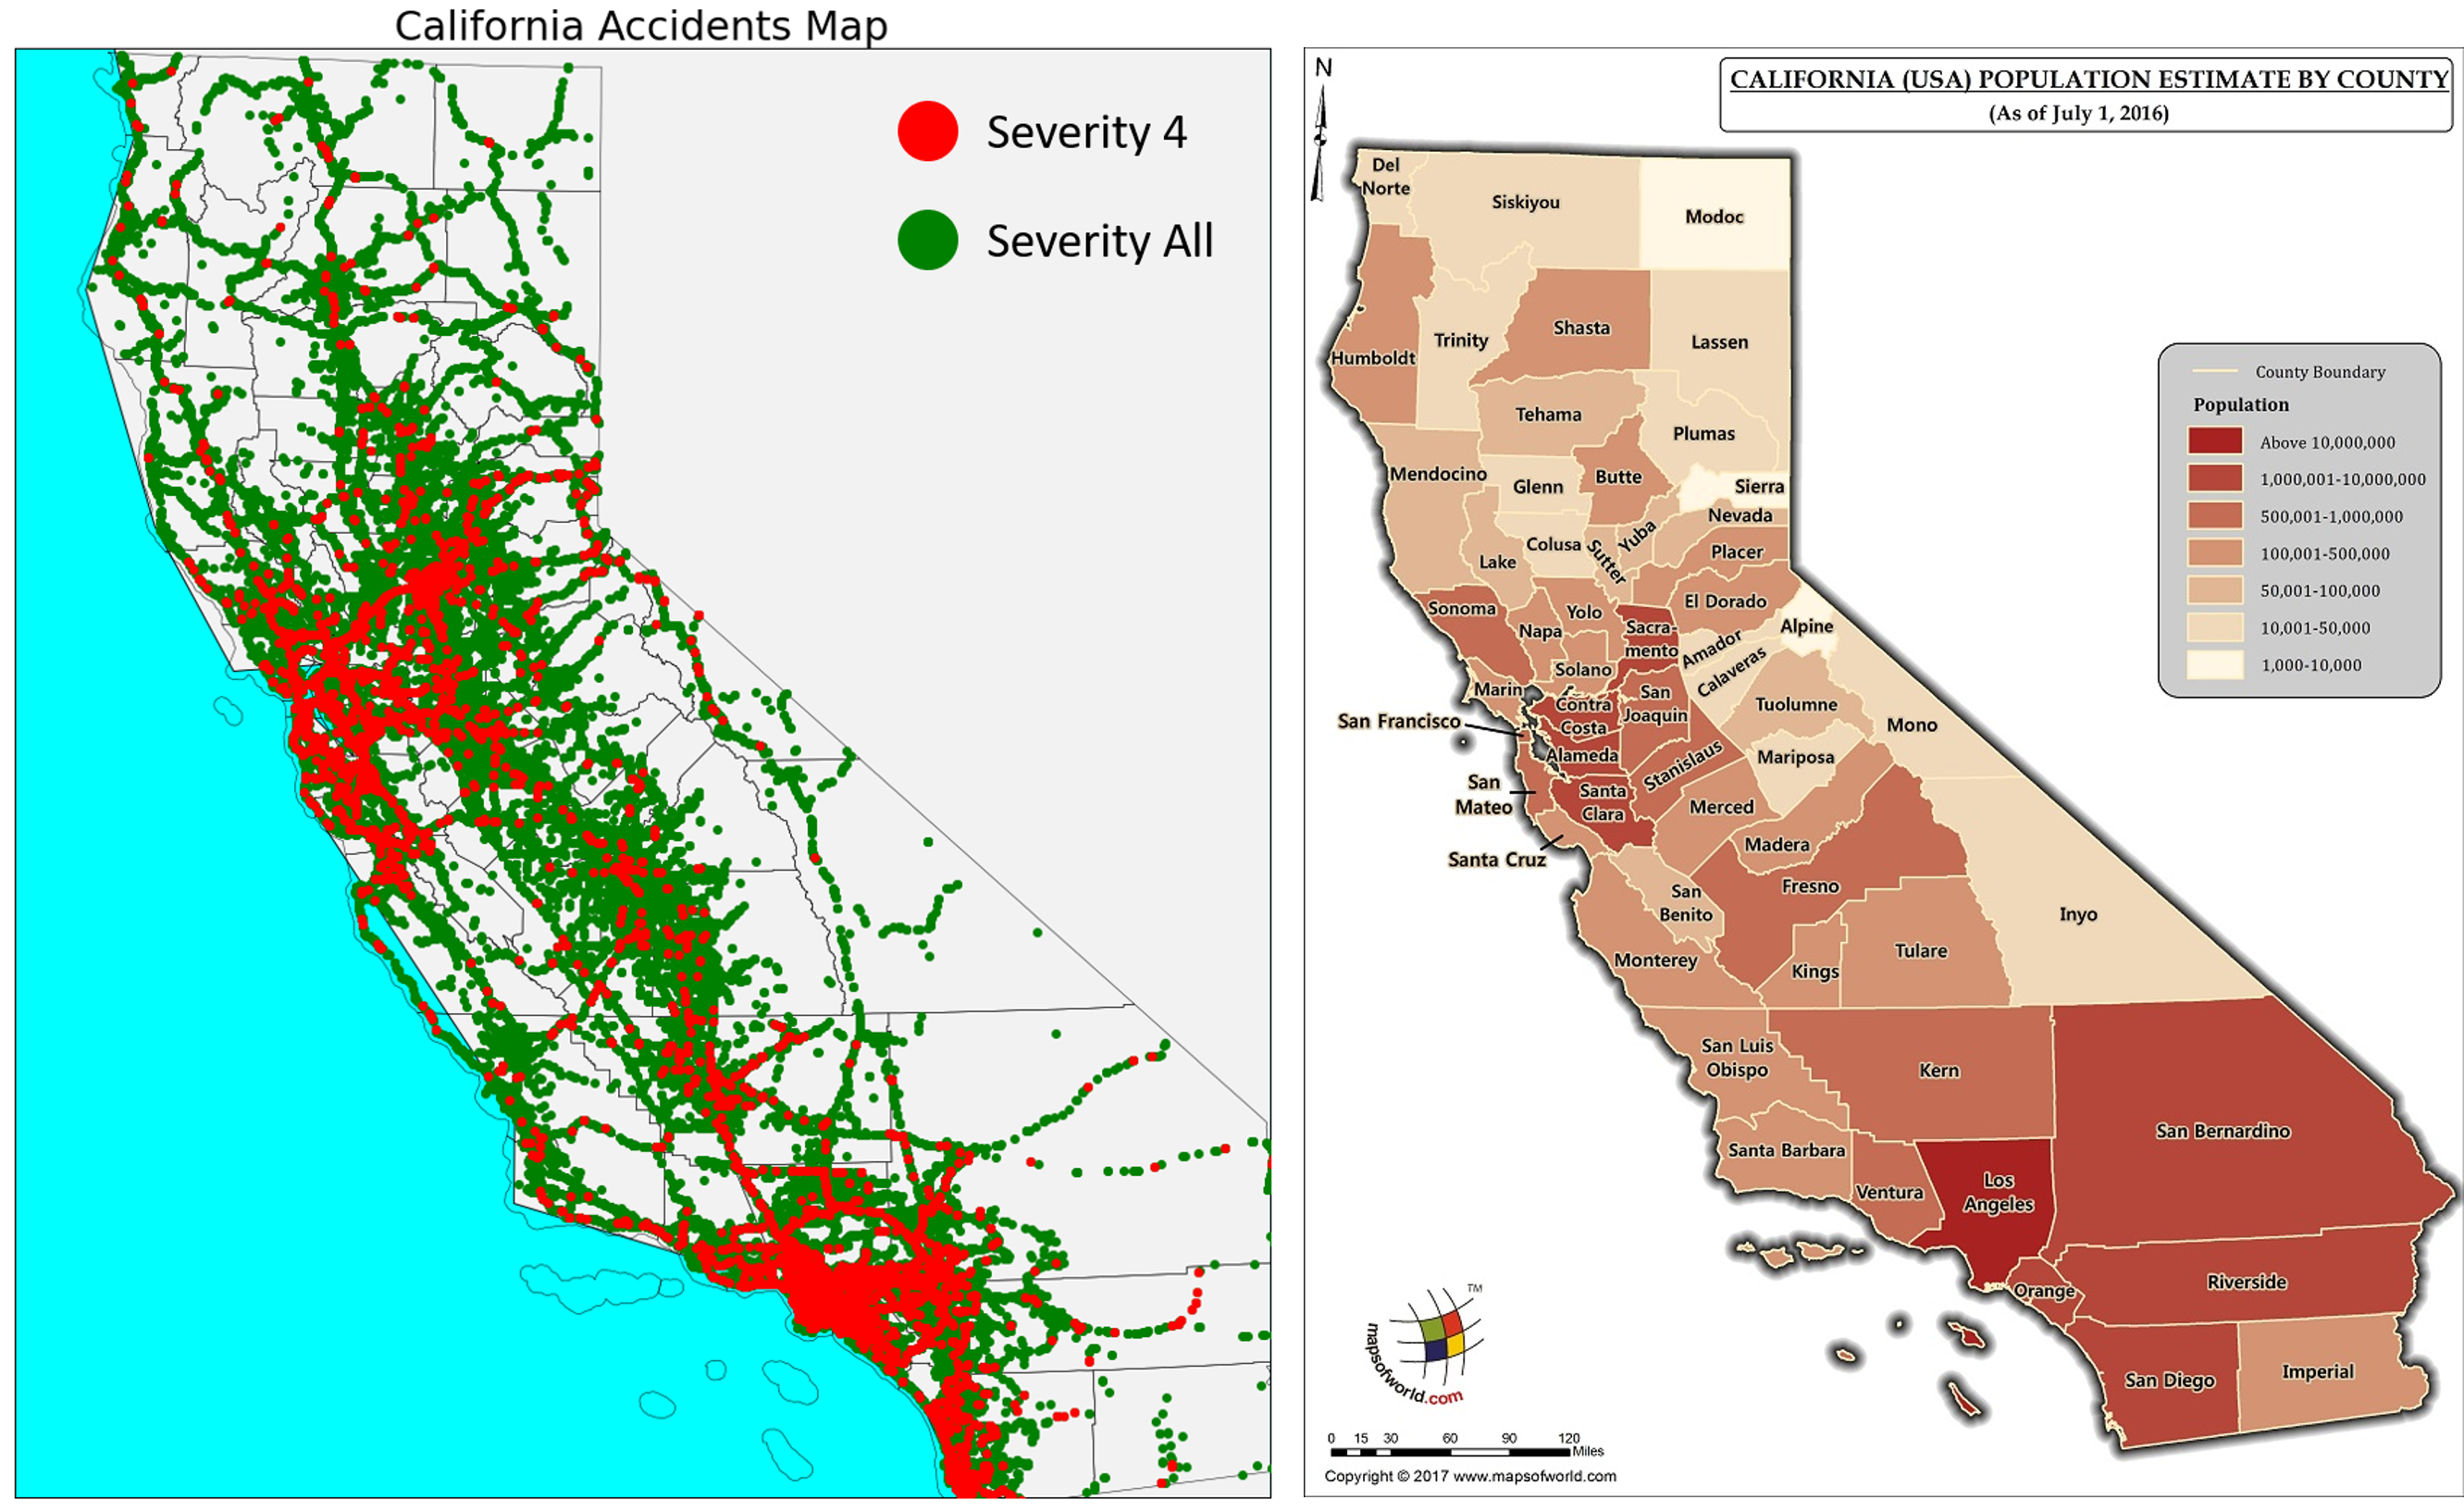 California Accidents Map
Severity 4
Severity All
N
CALIFORNIA (USA) POPULATION ESTIMATE BY COUNTY
(As of July 1, 2016)
Del
Norte
Siskiyou
Modoc
Humboldt
Trinity
Shasta
Lassen
Tehama
Plumas
Mendocino
Glenn
Butte
Sierra
Nevada
Colusa
Sutter
Yuba
Placer
Lake
Sonoma
Napa
Yolo
Sacra-
mento
El Dorado
Alpine
Amador
Calaveras
Solano
Marin
Contra
Costa
San
Joaquin
Tuolumne
Mono
San Francisco
Alameda
Stanislaus
Mariposa
San
Mateo
Santa
Clara
Merced
Santa Cruz
Madera
San
Benito
Fresno
Inyo
Monterey
Kings
Tulare
San Luis
Obispo
Kern
San Bernardino
Santa Barbara
Ventura
Los
Angeles
Orange
Riverside
San Diego
Imperial
County Boundary
Population
Above 10,000,000
1,000,001-10,000,000
500,001-1,000,000
100,001-500,000
50,001-100,000
10,001-50,000
1,000-10,000
TM
mapsofworld.com
0 15 30 60 90 120
Miles
Copyright © 2017 www.mapsofworld.com